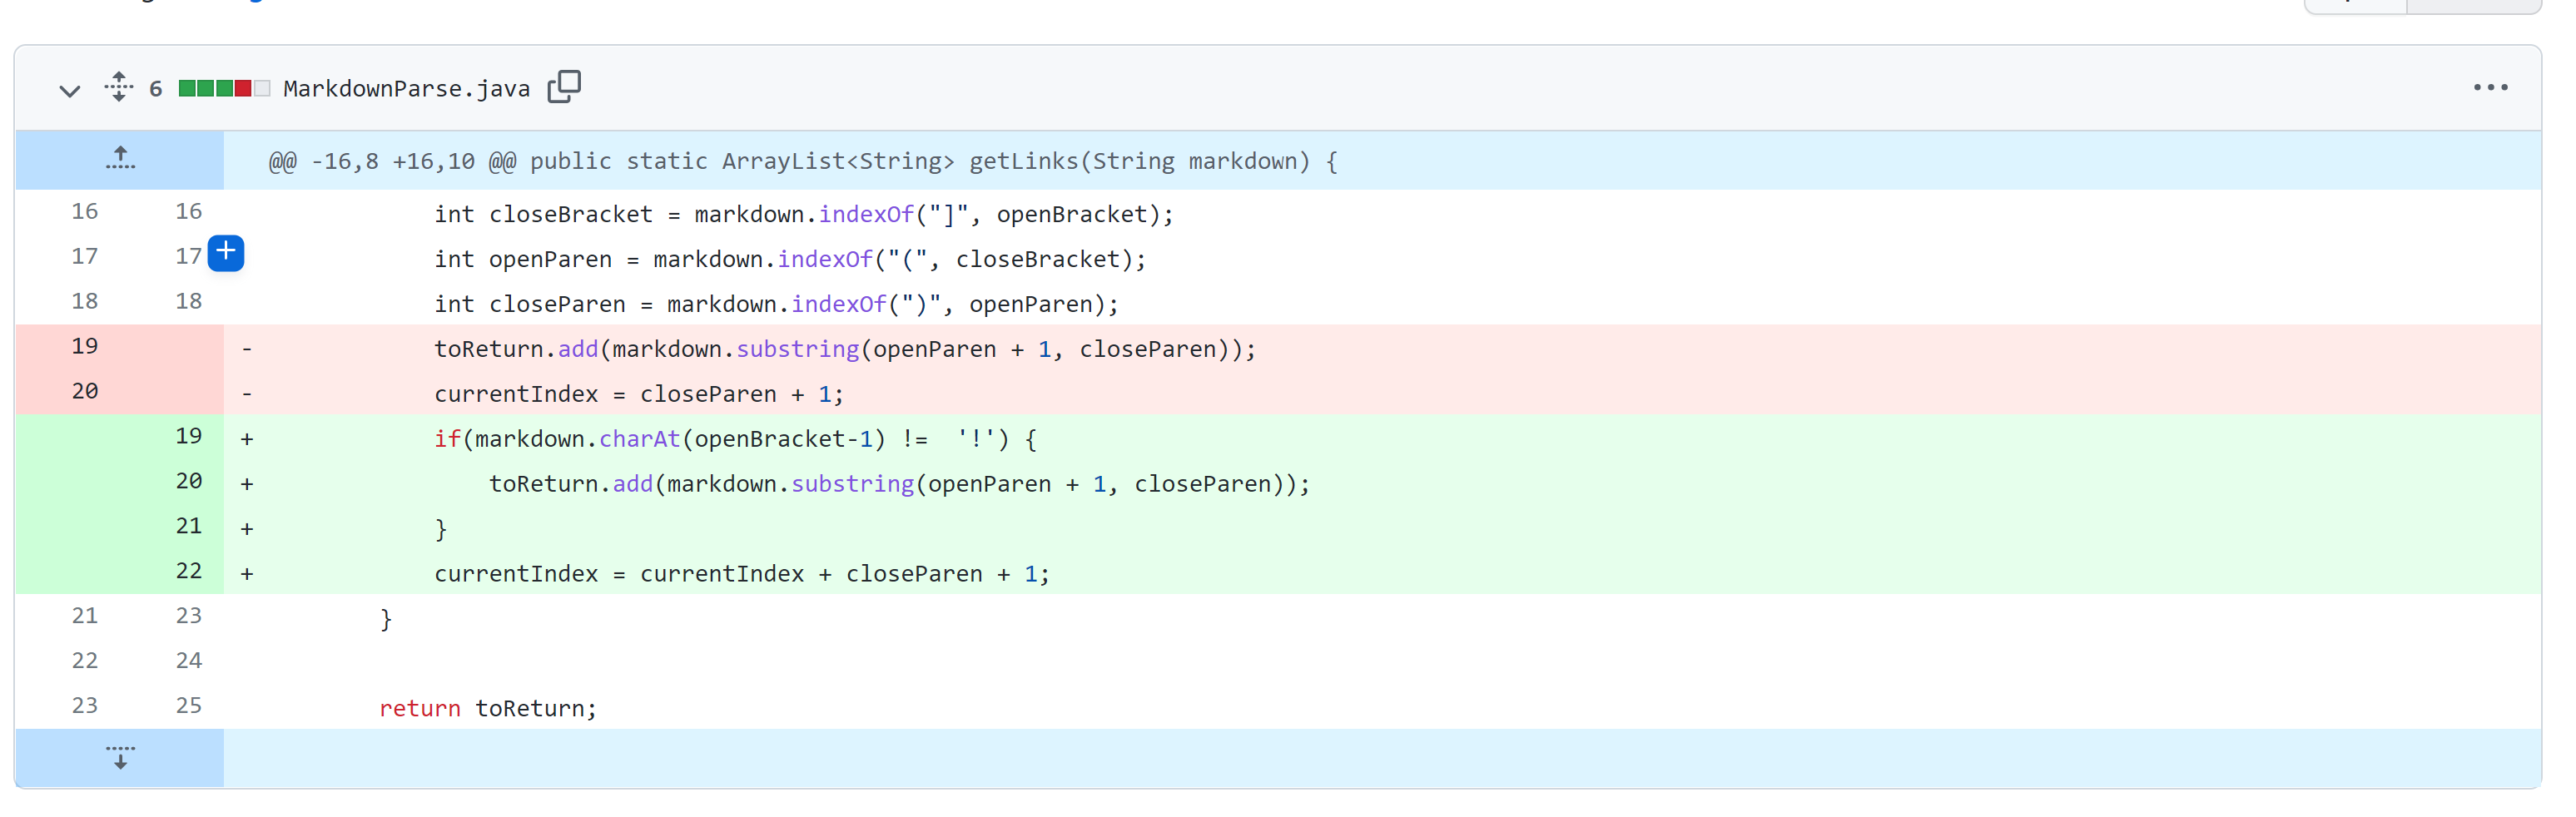 6 MarkdownParse.java
@@ -16,8 +16,10 @@ public static ArrayList<String> getLinks(String markdown) {
16 16 int closeBracket = markdown.indexOf("]", openBracket);
17 17 int openParen = markdown.indexOf("(", closeBracket);
18 18 int closeParen = markdown.indexOf(")", openParen);
19 - toReturn.add(markdown.substring(openParen + 1, closeParen));
20 - currentIndex = closeParen + 1;
19 + if(markdown.charAt(openBracket-1) !=  '!') {
20 + toReturn.add(markdown.substring(openParen + 1, closeParen));
21 + }
22 + currentIndex = currentIndex + closeParen + 1;
21 23 }
22 24
23 25 return toReturn;